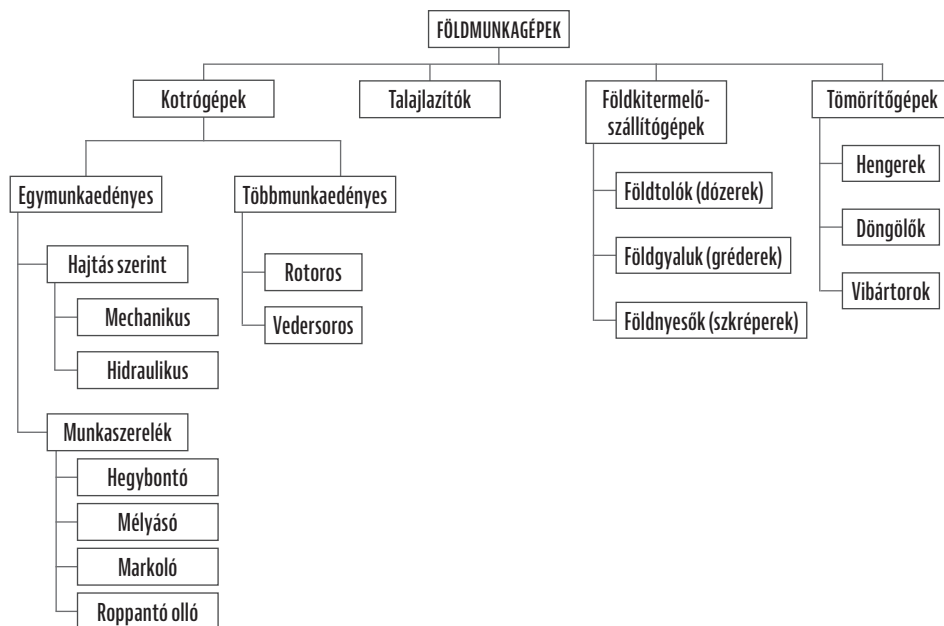 FÖLDMUNKAGÉPEK
Kotrógépek
Talajlazítók
Földkitermelő-
szállítógépek
Tömörítőgépek
Egymunkaedényes
Többmunkaedényes
Hajtás szerint
Mechanikus
Hidraulikus
Munkaszerelék
Hegybontó
Mélyásó
Markoló
Roppantó olló
Rotoros
Vedersoros
Földtolók (dózerek)
Földgyaluk (gréderek)
Földnyesők (szkréperek)
Hengerek
Döngölők
Vibártorok